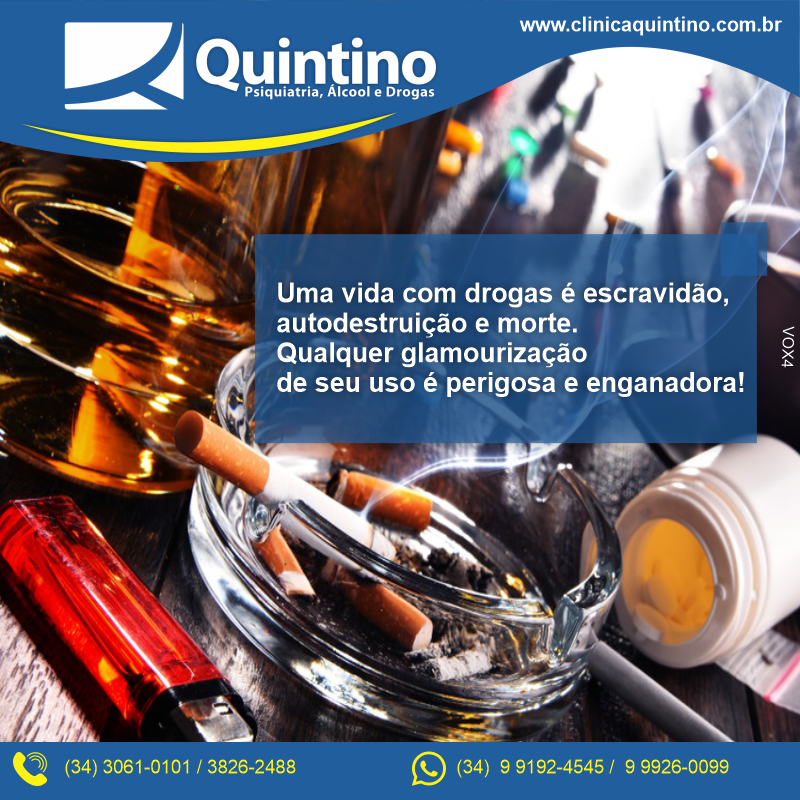 www.clinicaquintino.com.br
Quintino
Psiquiatria, Álcool e Drogas
Uma vida com drogas é escravidão,
autodestruição e morte.
Qualquer glamourização
de seu uso é perigosa e enganadora!
VOX4
(34) 3061-0101 / 3826-2488
(34) 9 9192-4545 / 9 9926-0099